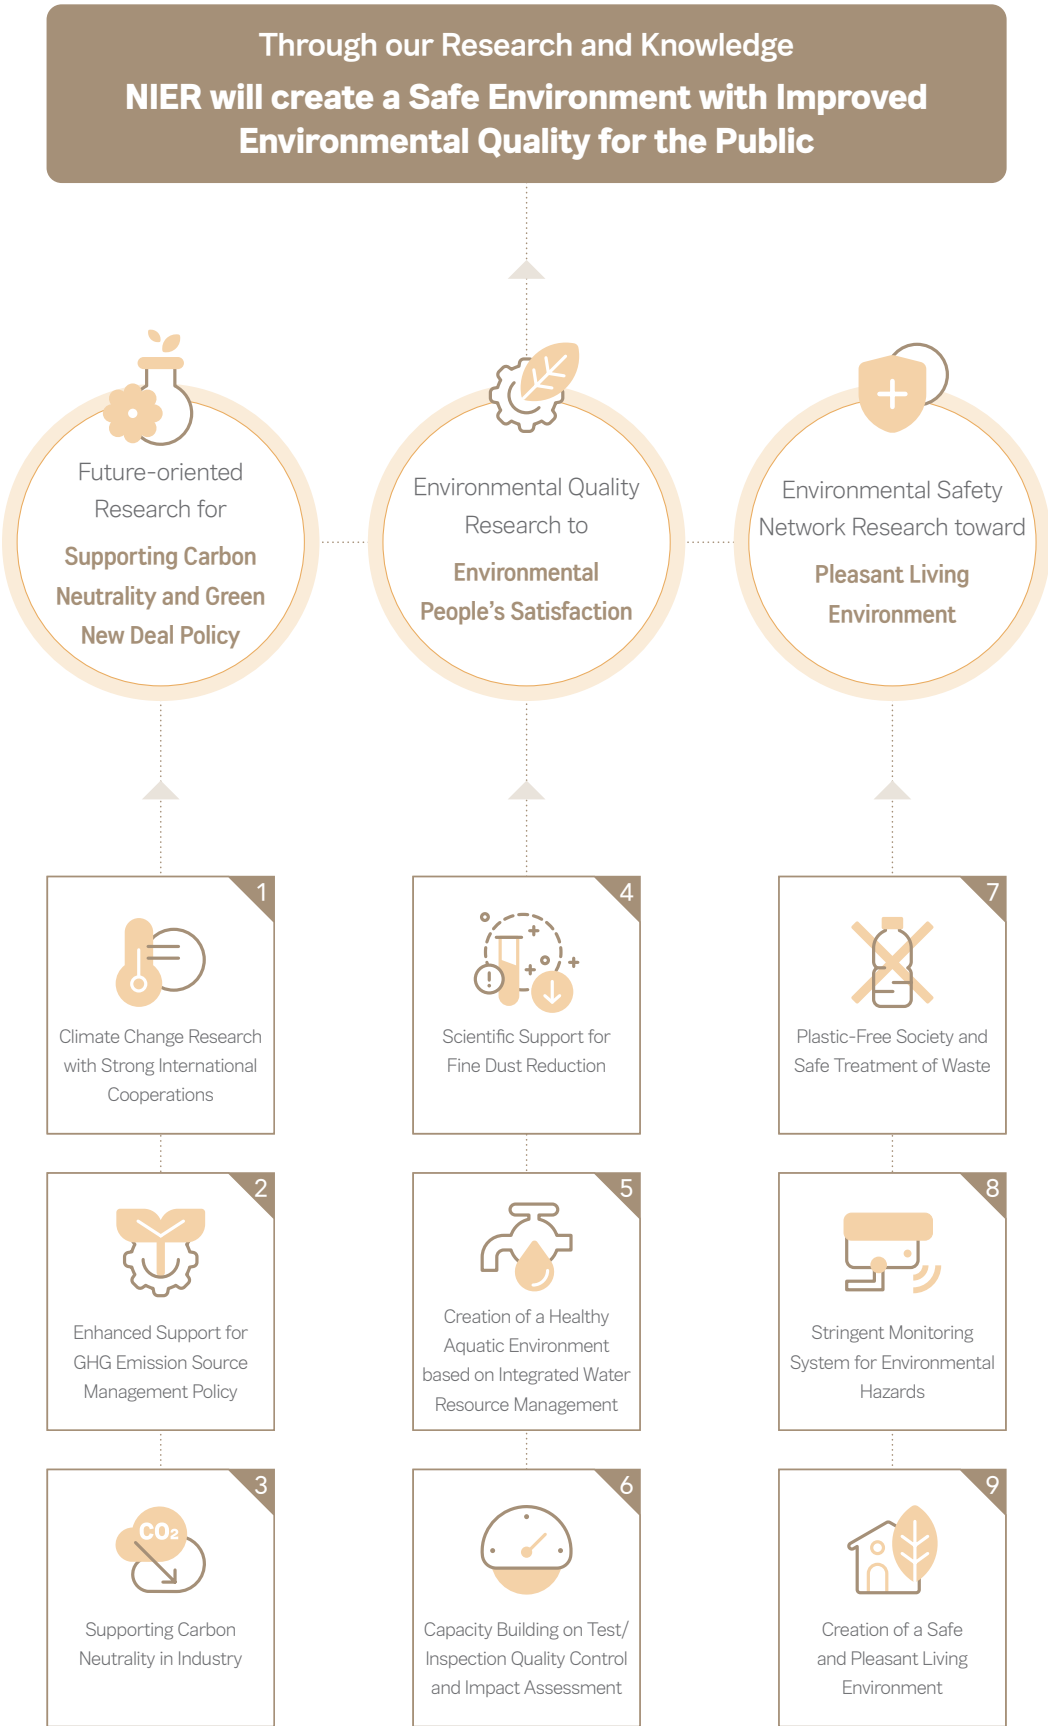 Through our Research and Knowledge
NIER will create a Safe Environment with Improved
Environmental Quality for the Public
Future-oriented
Research for
Supporting Carbon
Neutrality and Green
New Deal Policy
Environmental Quality
Research to
Environmental
People's Satisfaction
Environmental Safety
Network Research toward
Pleasant Living
Environment
1
Climate Change Research
with Strong International
Cooperations
4
Scientific Support for
Fine Dust Reduction
7
Plastic-Free Society and
Safe Treatment of Waste
2
Enhanced Support for
GHG Emission Source
Management Policy
5
Creation of a Healthy
Aquatic Environment
based on Integrated Water
Resource Management
8
Stringent Monitoring
System for Environmental
Hazards
3
CO₂
Supporting Carbon
Neutrality in Industry
6
Capacity Building on Test/
Inspection Quality Control
and Impact Assessment
9
Creation of a Safe
and Pleasant Living
Environment